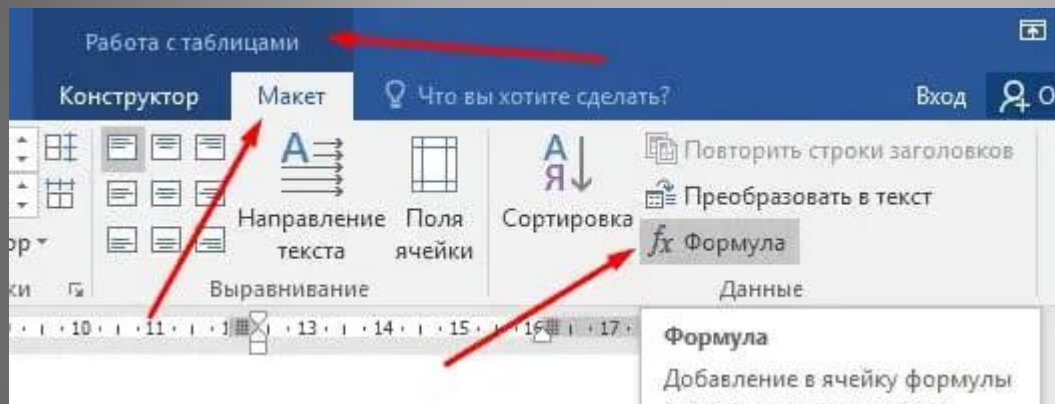 Работа с таблицами
Конструктор Макет Что вы хотите сделать? Вход
Повторить строки заголовков
Преобразовать в текст
Направление текста
Поля ячейки
Сортировка
fx Формула
Выравнивание Данные
10 11 13 14 15 16 17
Формула
Добавление в ячейку формулы